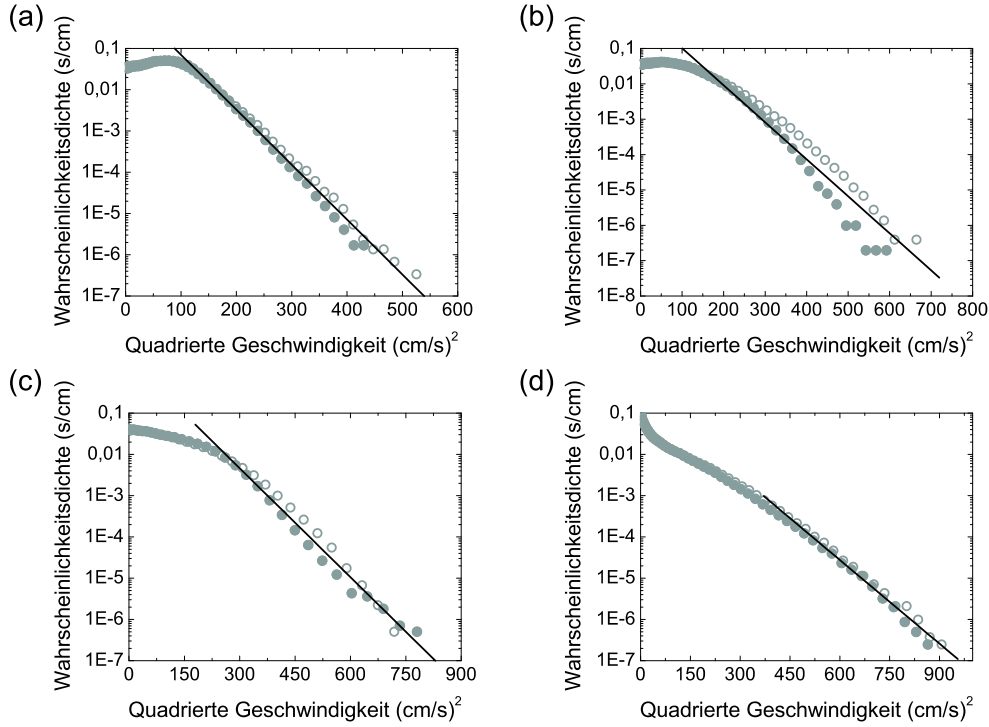 (a)
Wahrscheinlichkeitsdichte (s/cm)
0,1
0,01
1E-3
1E-4
1E-5
1E-6
1E-7
0 100 200 300 400 500 600
Quadrierte Geschwindigkeit (cm/s)²
(b)
Wahrscheinlichkeitsdichte (s/cm)
0,1
0,01
1E-3
1E-4
1E-5
1E-6
1E-7
1E-8
0 100 200 300 400 500 600 700 800
Quadrierte Geschwindigkeit (cm/s)²
(c)
Wahrscheinlichkeitsdichte (s/cm)
0,1
0,01
1E-3
1E-4
1E-5
1E-6
1E-7
0 150 300 450 600 750 900
Quadrierte Geschwindigkeit (cm/s)²
(d)
Wahrscheinlichkeitsdichte (s/cm)
0,1
0,01
1E-3
1E-4
1E-5
1E-6
1E-7
0 150 300 450 600 750 900
Quadrierte Geschwindigkeit (cm/s)²